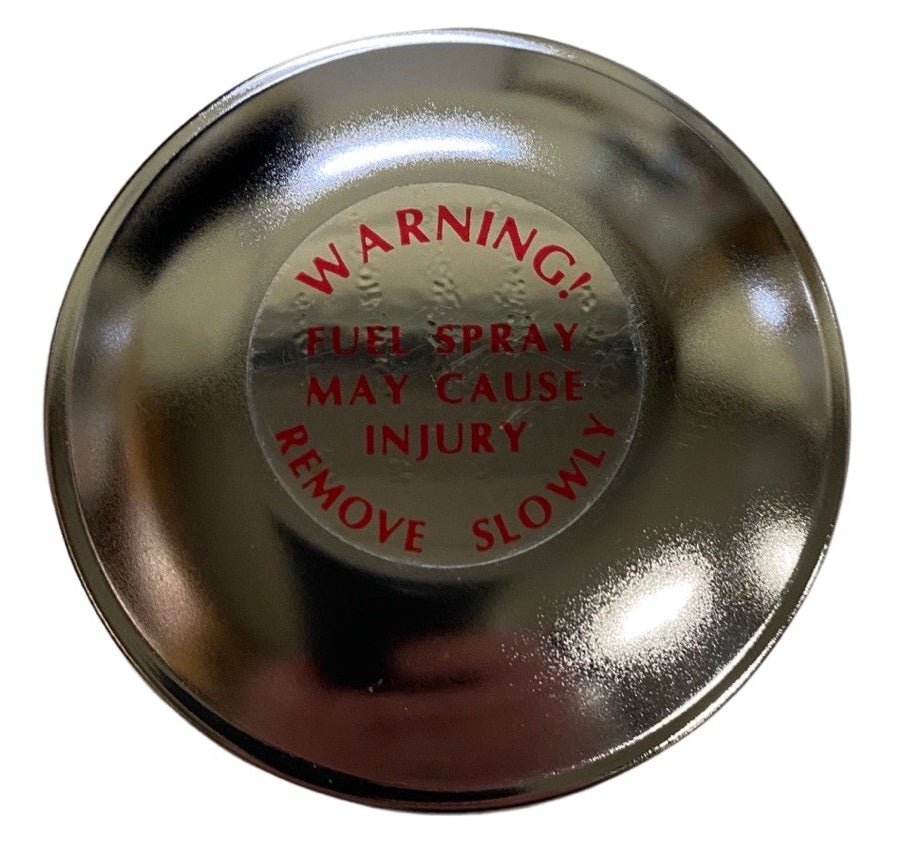 WARNING!
FUEL SPRAY
MAY CAUSE
INJURY
REMOVE SLOWLY